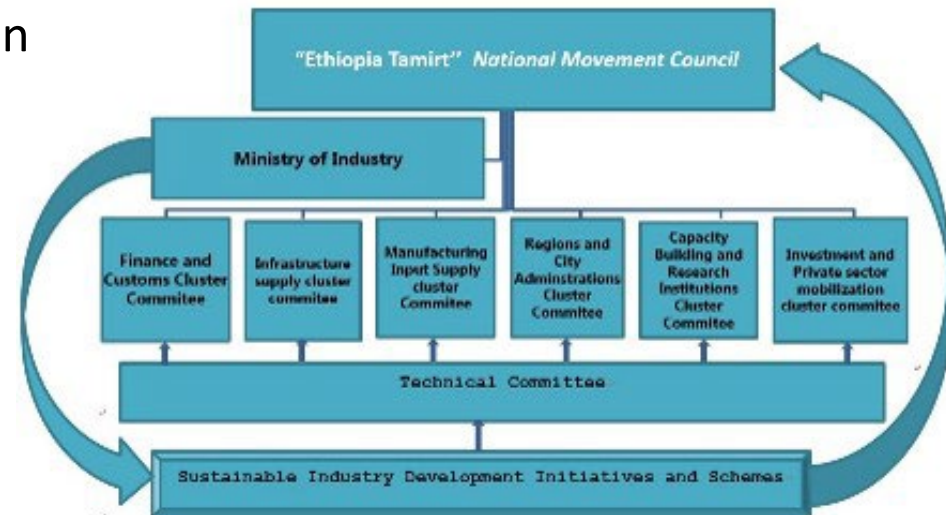 n
"Ethiopia Tamirt" National Movement Council
Ministry of Industry
Finance and
Customs Cluster
Commitee
Infrastructure
supply cluster
commitee
Manufacturing
Input Supply
cluster
Commitee
Regions and
City
Adminstrations
Cluster
Commitee
Capacity
Building and
Research
Institutions
Cluster
Commitee
Investment and
Private sector
mobilization
cluster commitee
Technical Committee
Sustainable Industry Development Initiatives and Schemes